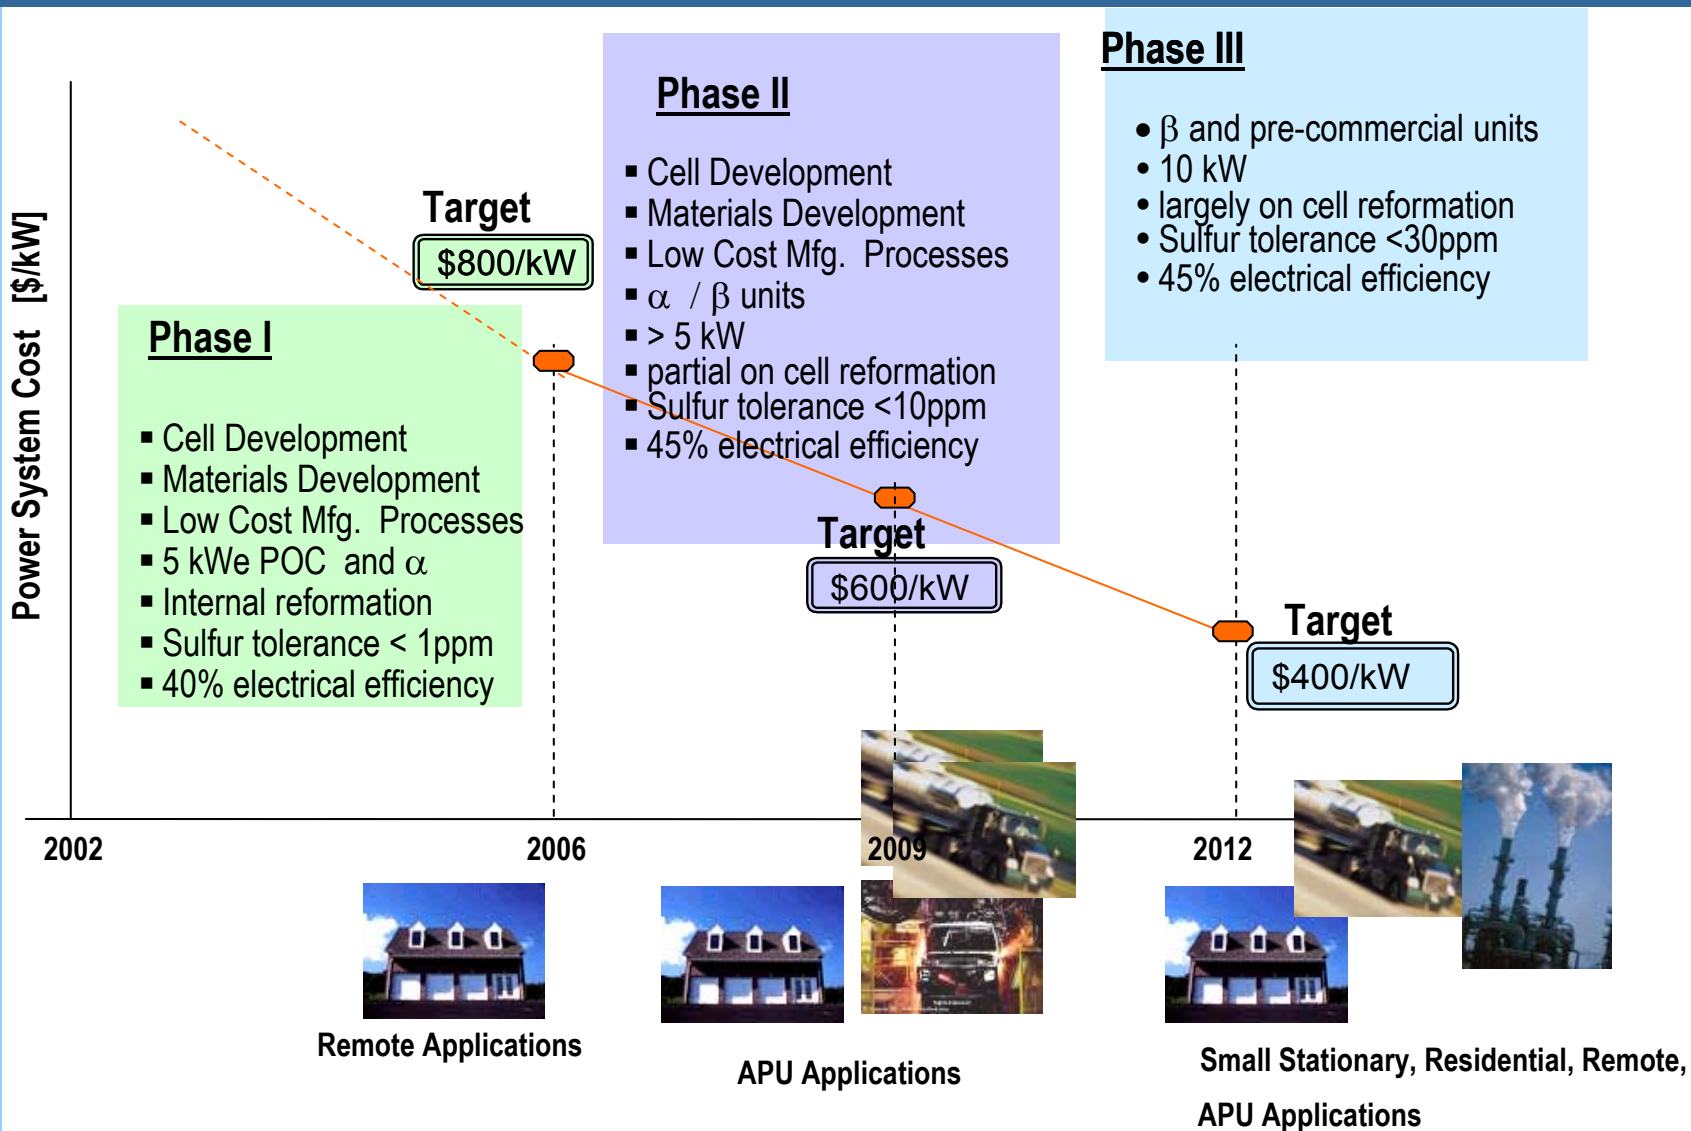 Power System Cost [$/kW]
Phase I
▪ Cell Development
▪ Materials Development
▪ Low Cost Mfg. Processes
▪ 5 kWe POC and α
▪ Internal reformation
▪ Sulfur tolerance < 1ppm
▪ 40% electrical efficiency
Target
$800/kW
Phase II
▪ Cell Development
▪ Materials Development
▪ Low Cost Mfg. Processes
▪ α / β units
▪ > 5 kW
▪ partial on cell reformation
▪ Sulfur tolerance <10ppm
▪ 45% electrical efficiency
Target
$600/kW
Phase III
• β and pre-commercial units
• 10 kW
• largely on cell reformation
• Sulfur tolerance <30ppm
• 45% electrical efficiency
Target
$400/kW
2002
2006
2009
2012
Remote Applications
APU Applications
Small Stationary, Residential, Remote,
APU Applications